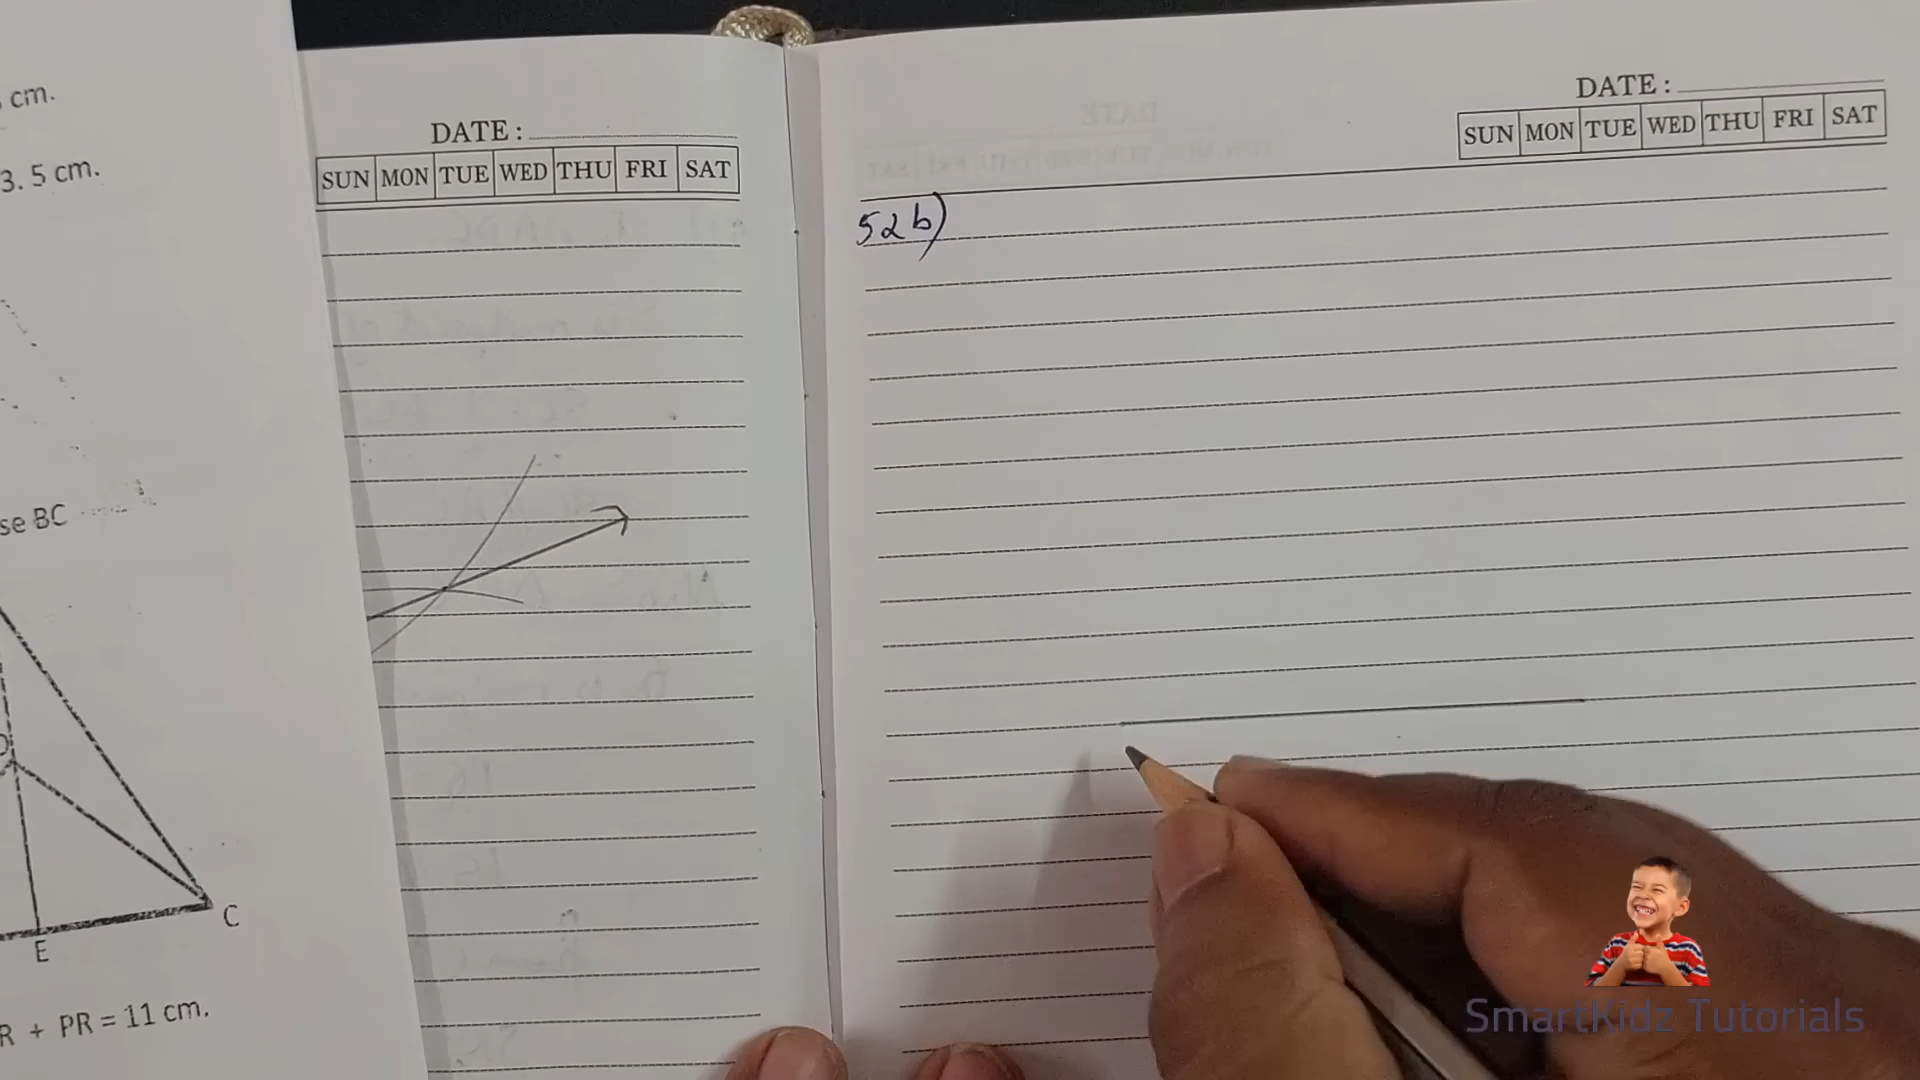 cm.
3. 5 cm.
se BC
E
C
R + PR = 11 cm.
DATE :
SUN MON TUE WED THU FRI SAT
DATE :
SUN MON TUE WED THU FRI SAT
52b)
SmartKidz Tutorials